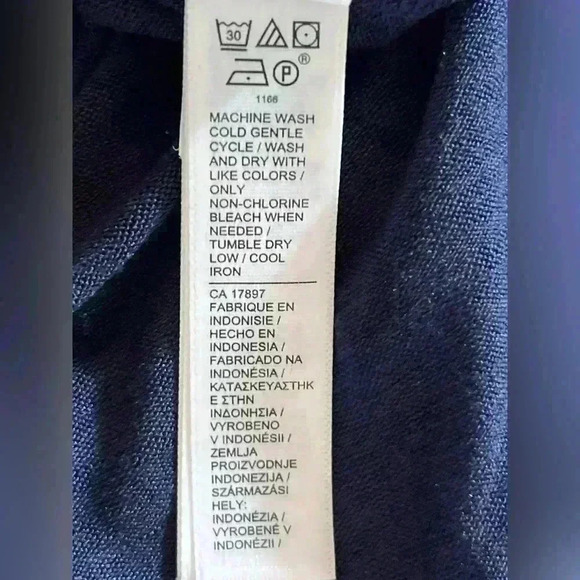 30
P ®
1166
MACHINE WASH
COLD GENTLE
CYCLE / WASH
AND DRY WITH
LIKE COLORS /
ONLY
NON-CHLORINE
BLEACH WHEN
NEEDED /
TUMBLE DRY
LOW / COOL
IRON
CA 17897
FABRIQUE EN
INDONISIE /
HECHO EN
INDONESIA /
FABRICADO NA
INDONÉSIA /
ΚΑΤΑΣΚΕΥΑΣΤΗΚ
Ε ΣΤΗΝ
ΙΝΔΟΝΗΣΙΑ /
VYROBENO
V INDONÉSII /
ZEMLJA
PROIZVODNJE
INDONEZIJA /
SZÁRMAZÁSI
HELY:
INDONÉZIA /
VYROBENÉ V
INDONÉZII /